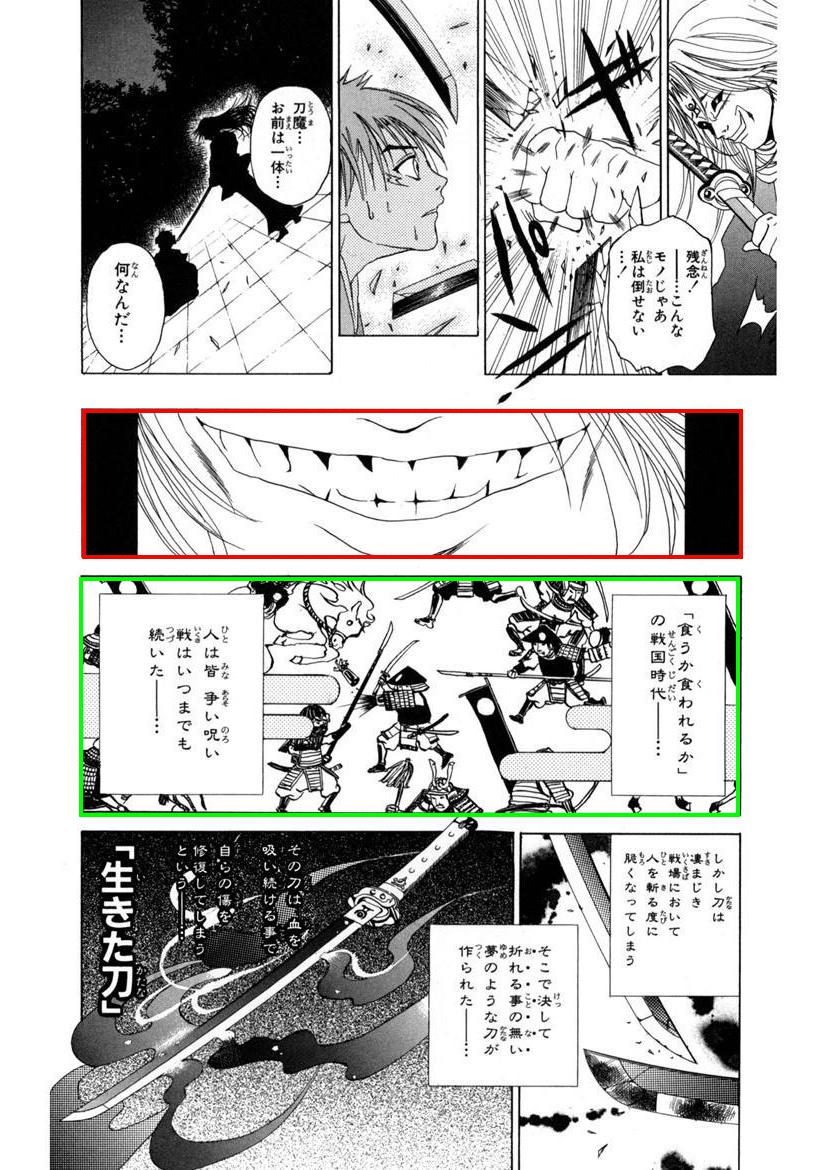 残念！
――…こんな
モノじゃあ
私は倒せない
…！
刀魔…
お前は一体…
何なんだ…
「食うか食われるか」
の戦国時代
――…
人は皆 争い呪い
戦はいつまでも
続いた――…
しかし刀は
凄まじき
戦場において
人を斬る度に
脆くなってしまう
そこで決して
折れる事の無い
夢のような刀が
作られた――…
その刀は 血を
吸い続ける事で
自らの傷を
修復してしまう
という――…
「生きた刀」